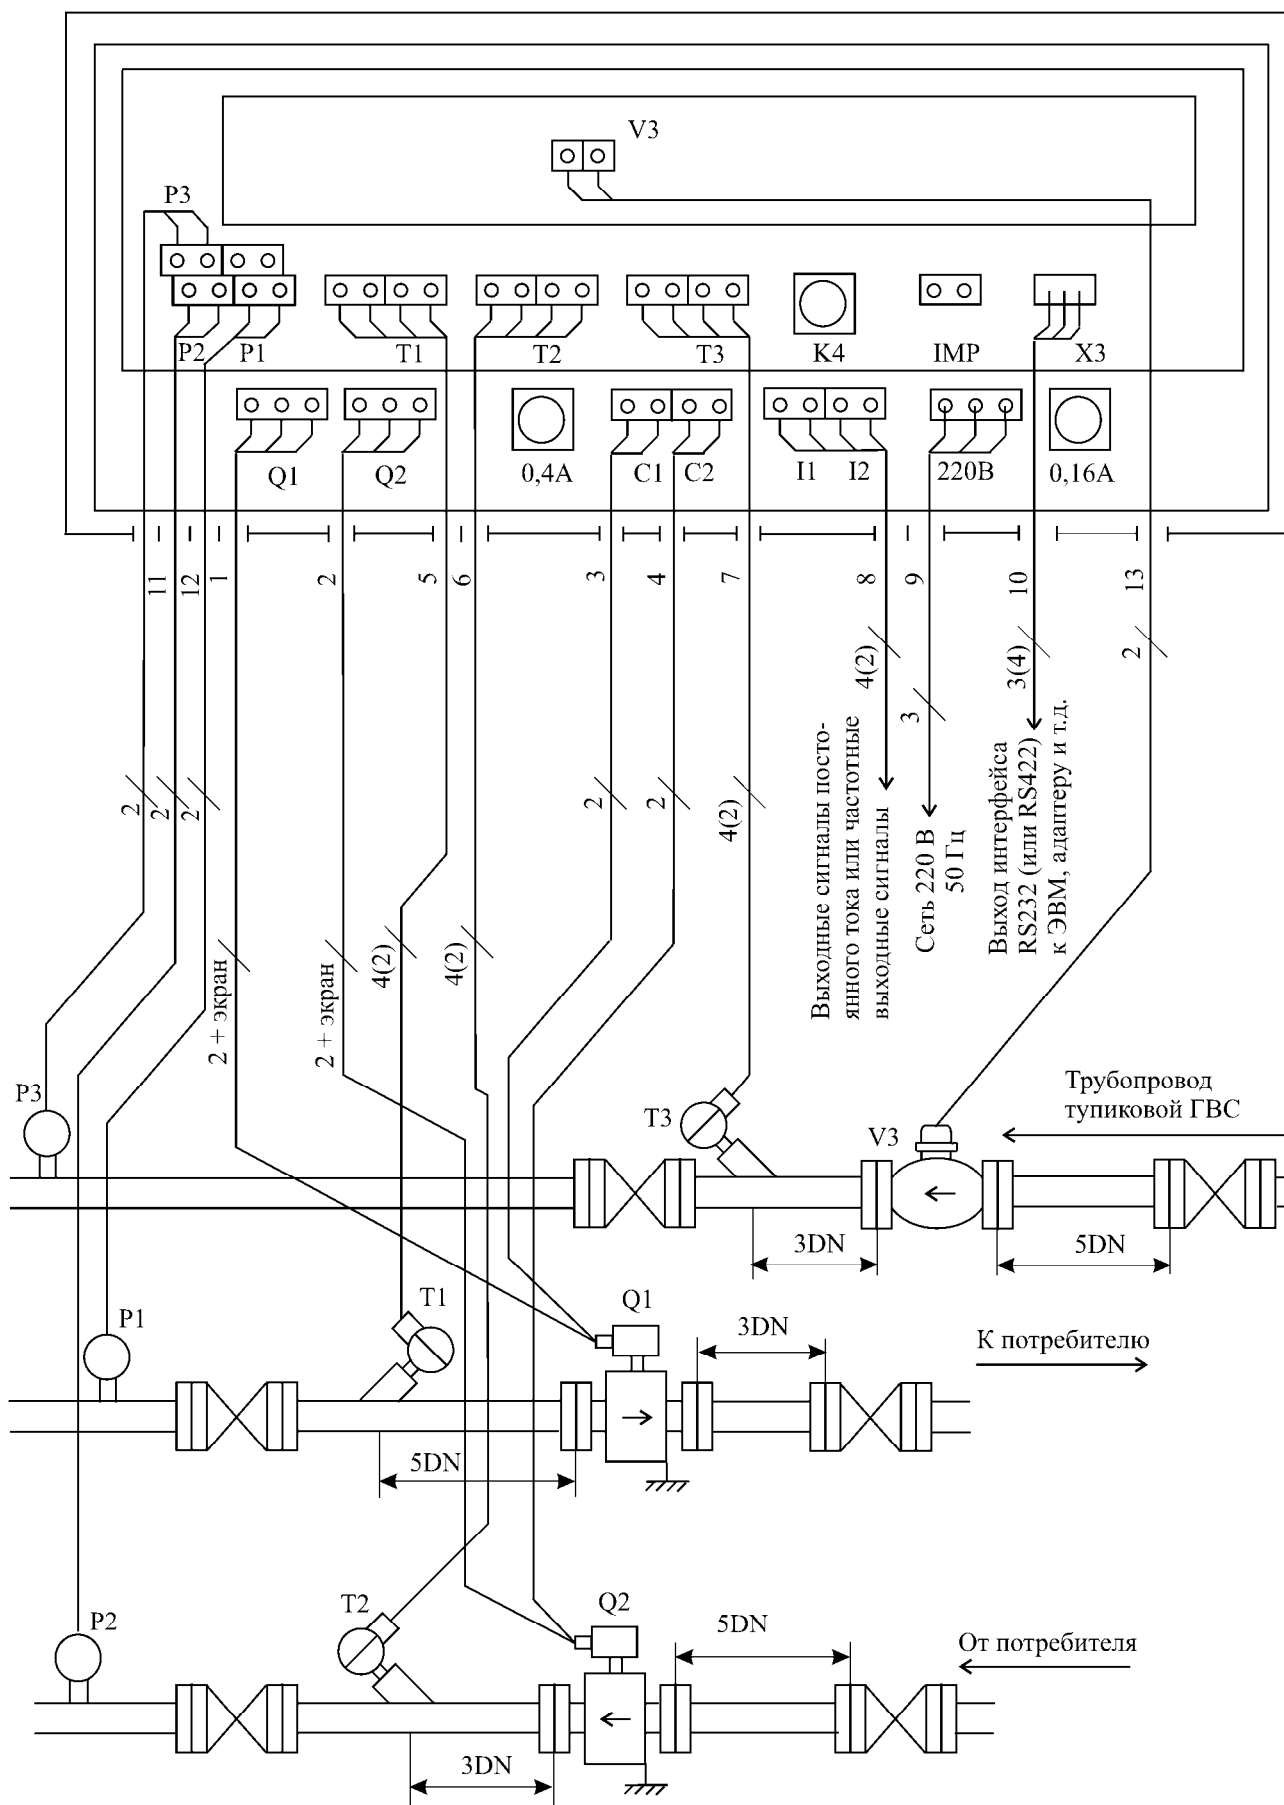 V3
P3
P2
P1
T1
T2
T3
K4
IMP
X3
Q1
Q2
0,4A
C1
C2
I1
I2
220В
0,16А
11
12
1
2
5
6
3
4
7
8
9
10
13
2
2
2
2 + экран
2 + экран
4(2)
4(2)
2
2
4(2)
4(2)
3
3(4)
2
Выходные сигналы посто-
янного тока или частотные
выходные сигналы
Сеть 220 В
50 Гц
Выход интерфейса
RS232 (или RS422)
к ЭВМ, адаптеру и т.д.
P3
T3
V3
Трубопровод
тупиковой ГВС
3DN
5DN
P1
T1
Q1
3DN
К потребителю
5DN
P2
T2
Q2
5DN
От потребителя
3DN